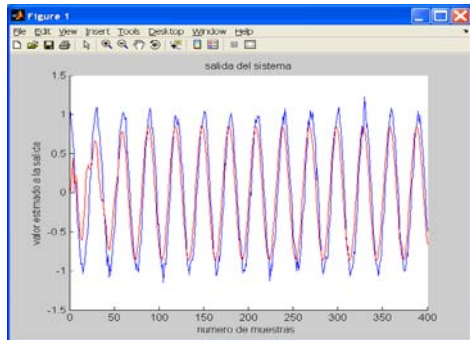 Figure 1
File Edit View Insert Tools Desktop Window Help
salida del sistema
valor estimado a la salida
1.5
1
0.5
0
-0.5
-1
-1.5
0 50 100 150 200 250 300 350 400
numero de muestras